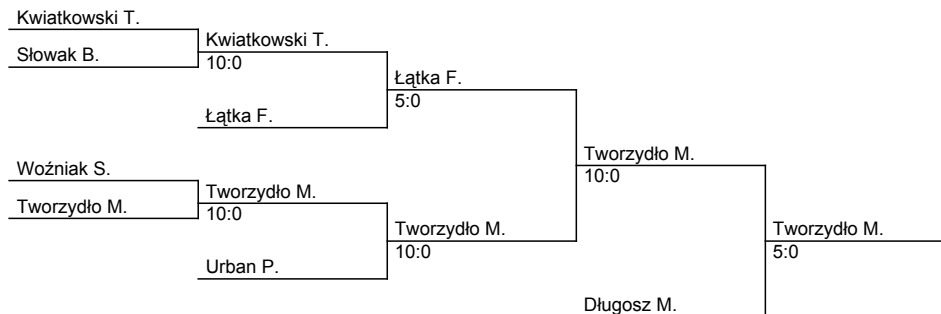 Kwiatkowski T.
Słowak B.
Kwiatkowski T.
10:0
Łątka F.
Łątka F.
5:0
Woźniak S.
Tworzydło M.
Tworzydło M.
10:0
Urban P.
Tworzydło M.
10:0
Tworzydło M.
10:0
Długosz M.
Tworzydło M.
5:0